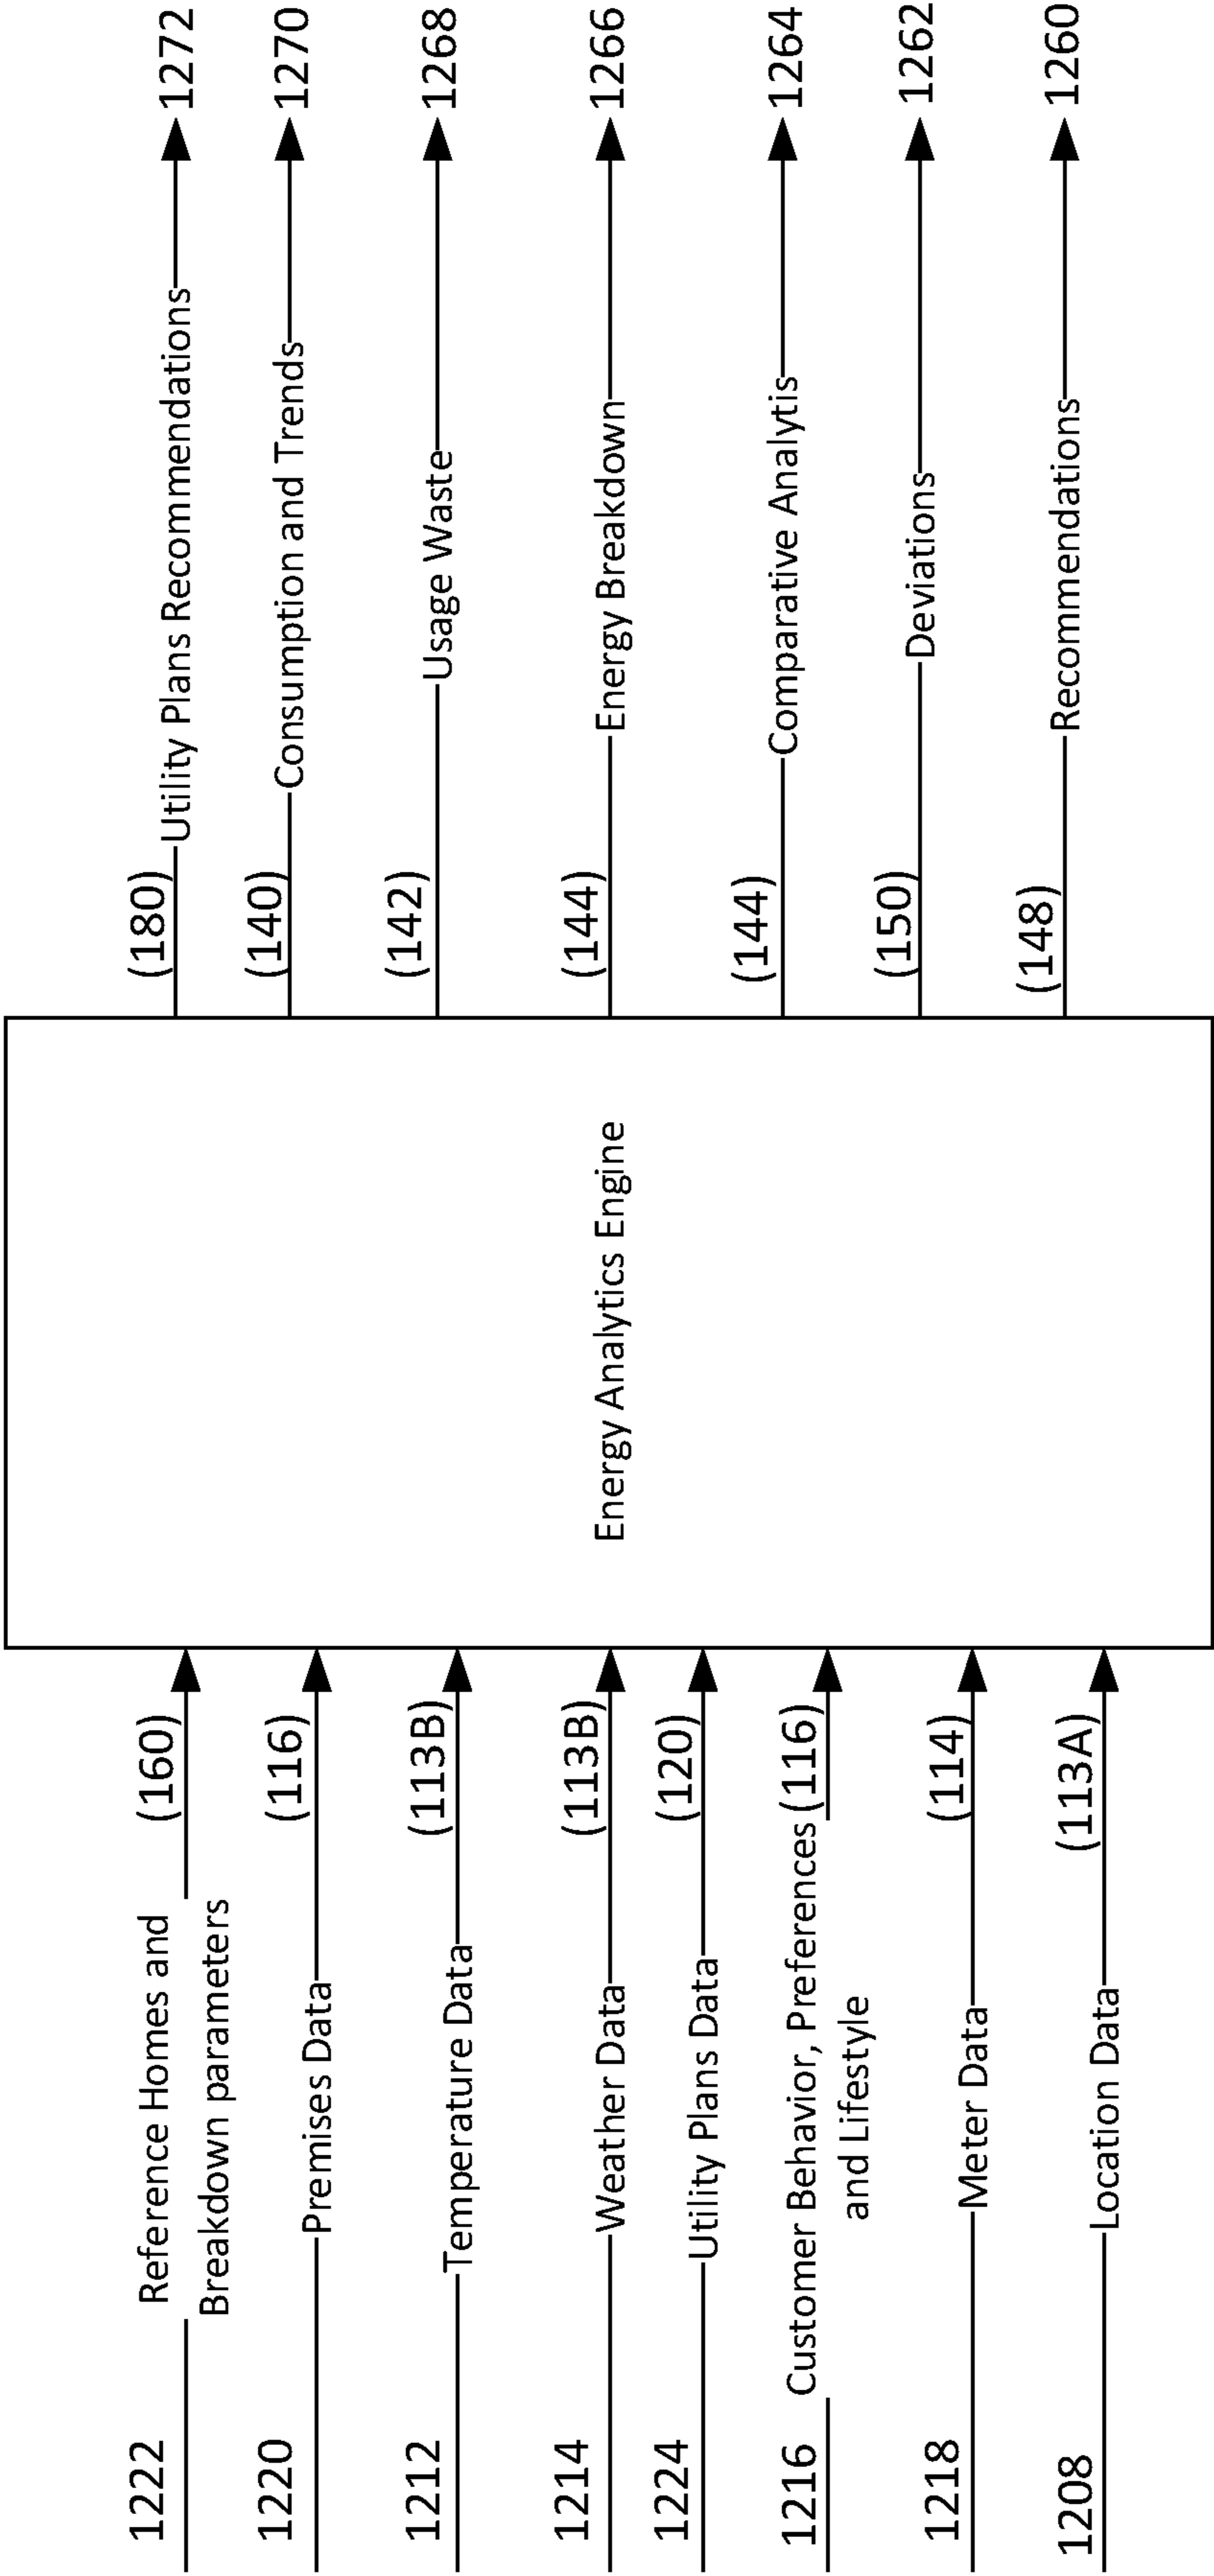 1222
Reference Homes and
Breakdown parameters
(160)
1220
Premises Data
(116)
1212
Temperature Data
(113B)
1214
Weather Data
(113B)
1224
Utility Plans Data
(120)
1216
Customer Behavior, Preferences
and Lifestyle
(116)
1218
Meter Data
(114)
1208
Location Data
(113A)
Energy Analytics Engine
(180)
Utility Plans Recommendations
1272
(140)
Consumption and Trends
1270
(142)
Usage Waste
1268
(144)
Energy Breakdown
1266
(144)
Comparative Analytis
1264
(150)
Deviations
1262
(148)
Recommendations
1260